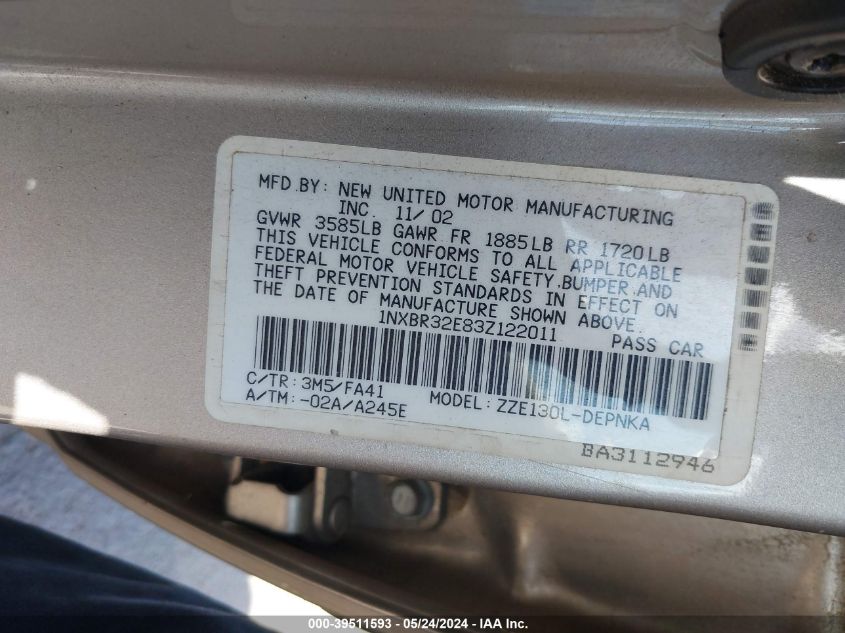 MFD.BY: NEW UNITED MOTOR MANUFACTURING
INC. 11/02
GVWR 3585LB GAWR FR 1885LB RR 1720LB
THIS VEHICLE CONFORMS TO ALL APPLICABLE
FEDERAL MOTOR VEHICLE SAFETY,BUMPER,AND
THEFT PREVENTION STANDARDS IN EFFECT ON
THE DATE OF MANUFACTURE SHOWN ABOVE.
1NXBR32E83Z122011 PASS CAR
C/TR:3M5/FA41 MODEL:ZZE130L-DEPNKA
A/TM:-02A/A245E
BA3112946
000-39511593 - 05/24/2024 - IAA Inc.